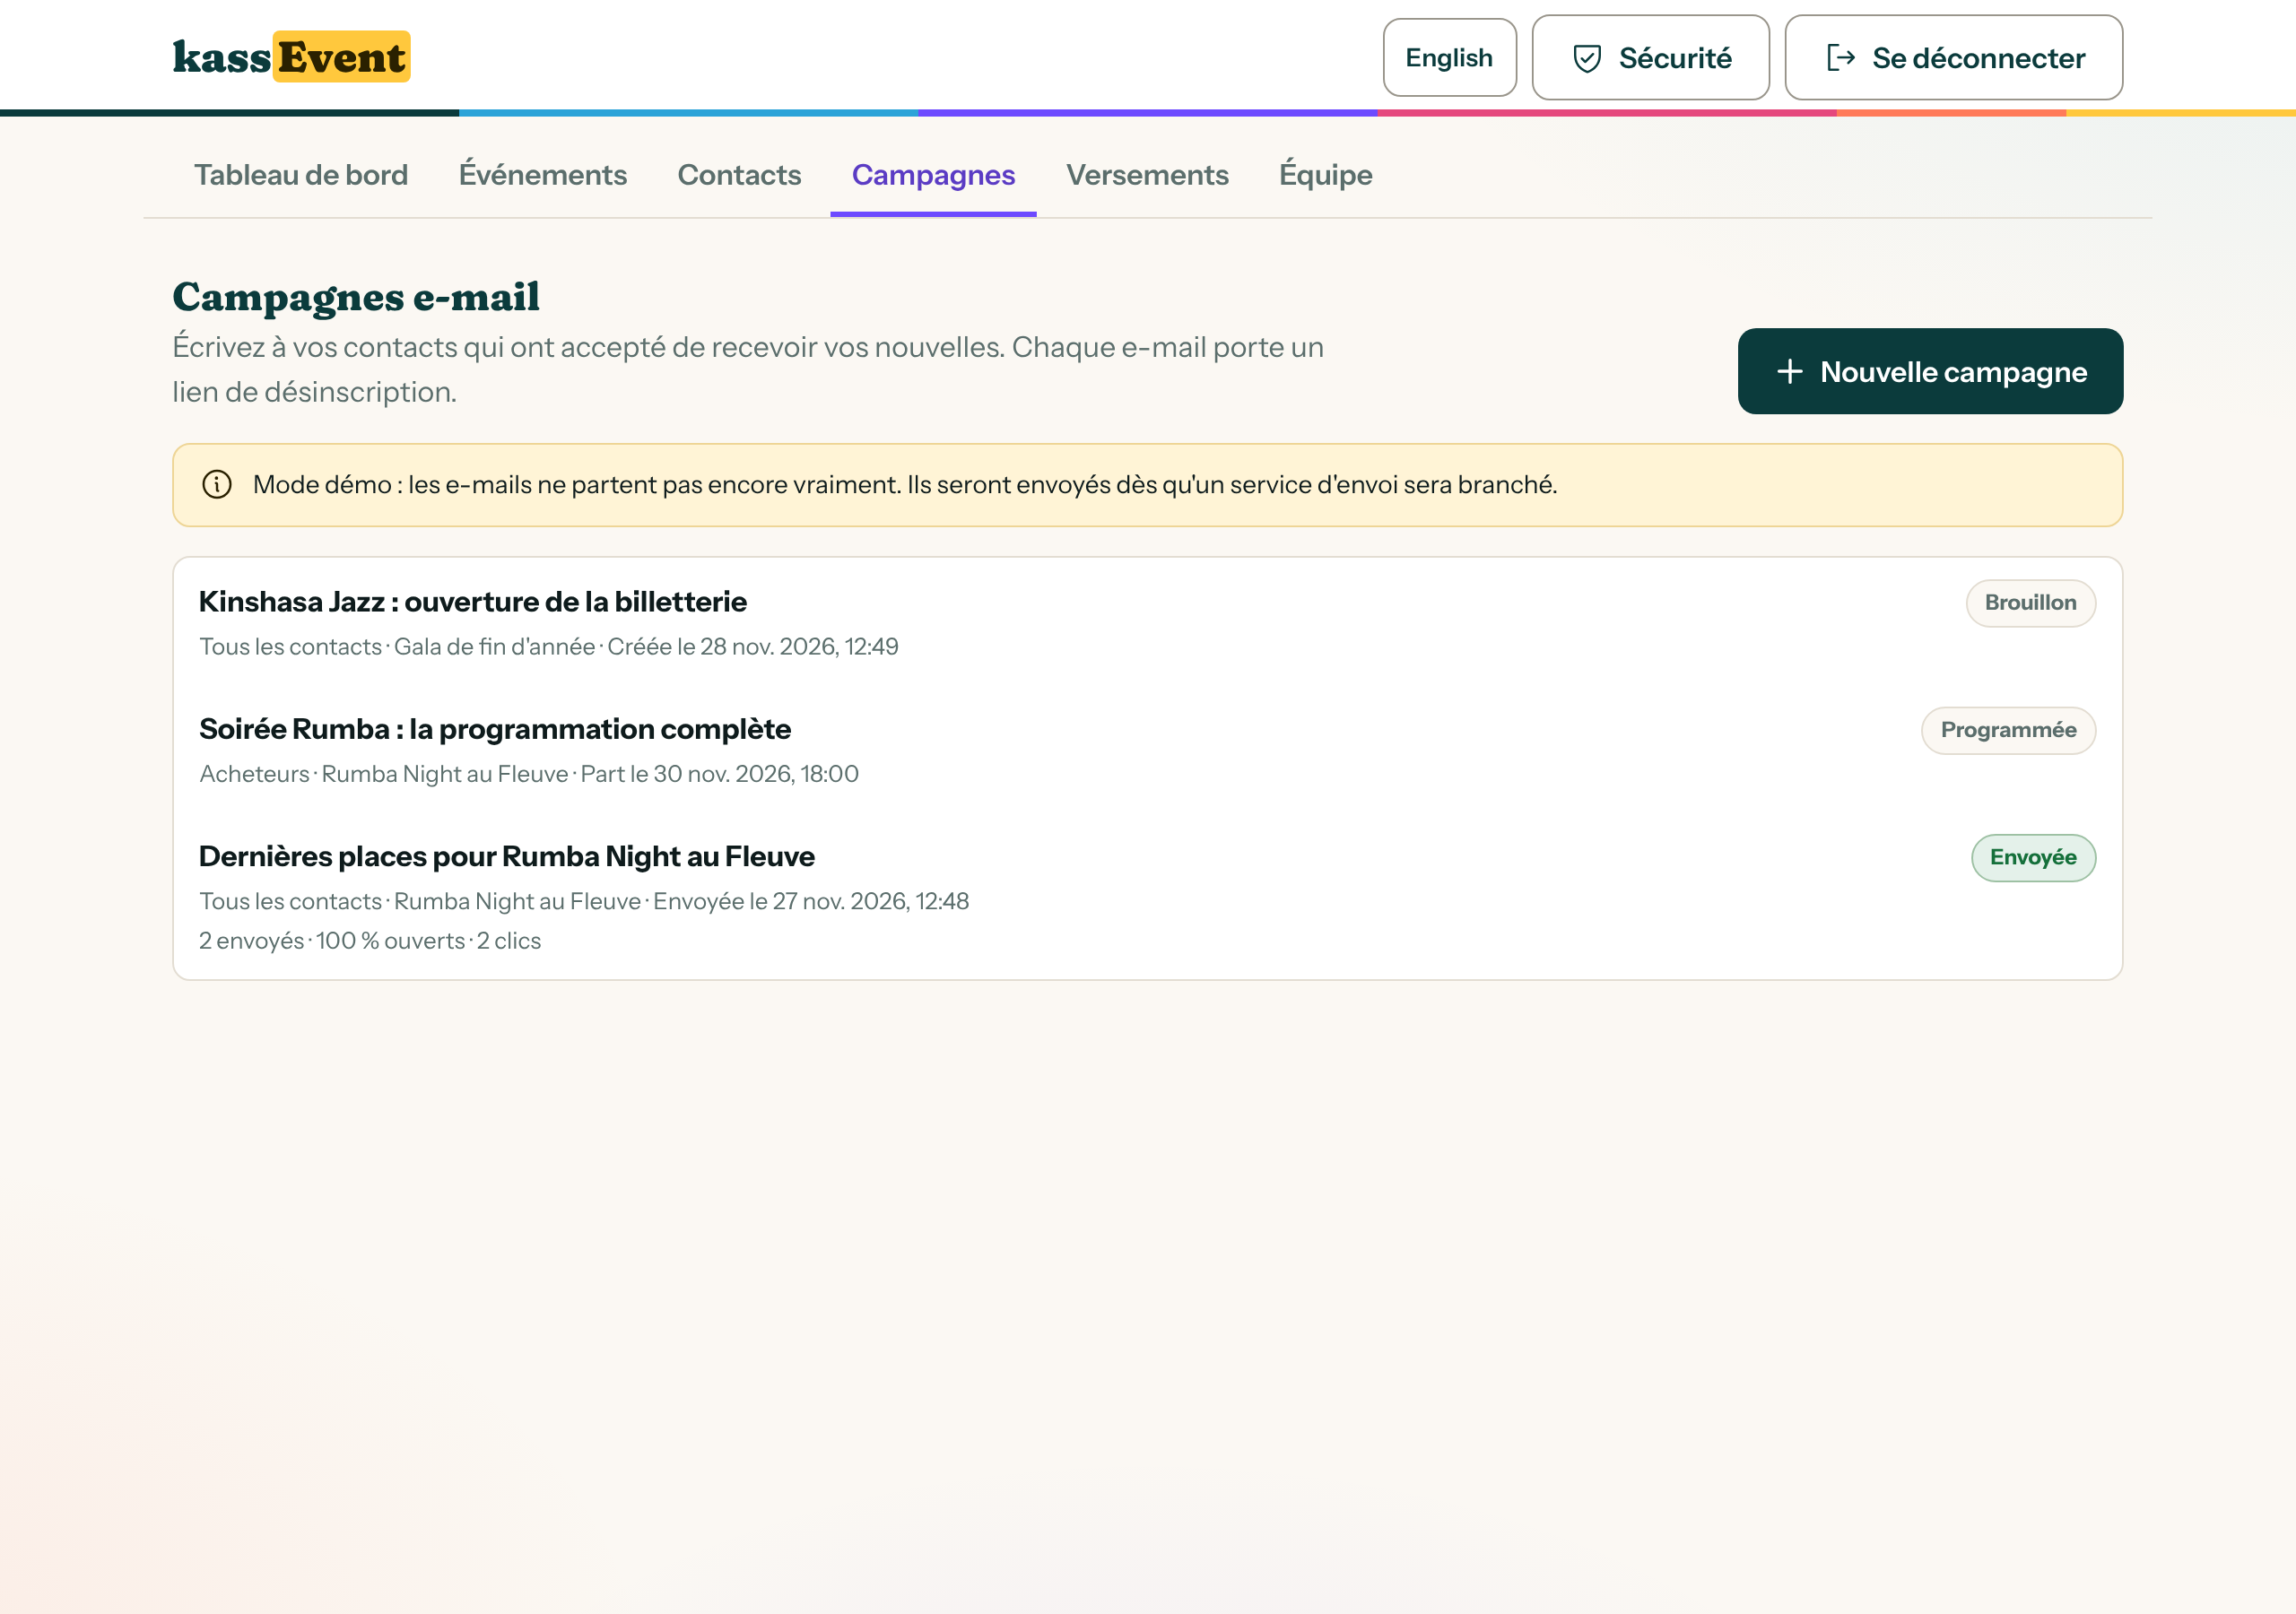 kassEvent
English
Sécurité
Se déconnecter
Tableau de bord
Événements
Contacts
Campagnes
Versements
Équipe
Campagnes e-mail
Écrivez à vos contacts qui ont accepté de recevoir vos nouvelles. Chaque e-mail porte un
lien de désinscription.
Nouvelle campagne
Mode démo : les e-mails ne partent pas encore vraiment. Ils seront envoyés dès qu'un service d'envoi sera branché.
Kinshasa Jazz : ouverture de la billetterie
Brouillon
Tous les contacts · Gala de fin d'année · Créée le 28 nov. 2026, 12:49
Soirée Rumba : la programmation complète
Programmée
Acheteurs · Rumba Night au Fleuve · Part le 30 nov. 2026, 18:00
Dernières places pour Rumba Night au Fleuve
Envoyée
Tous les contacts · Rumba Night au Fleuve · Envoyée le 27 nov. 2026, 12:48
2 envoyés · 100 % ouverts · 2 clics